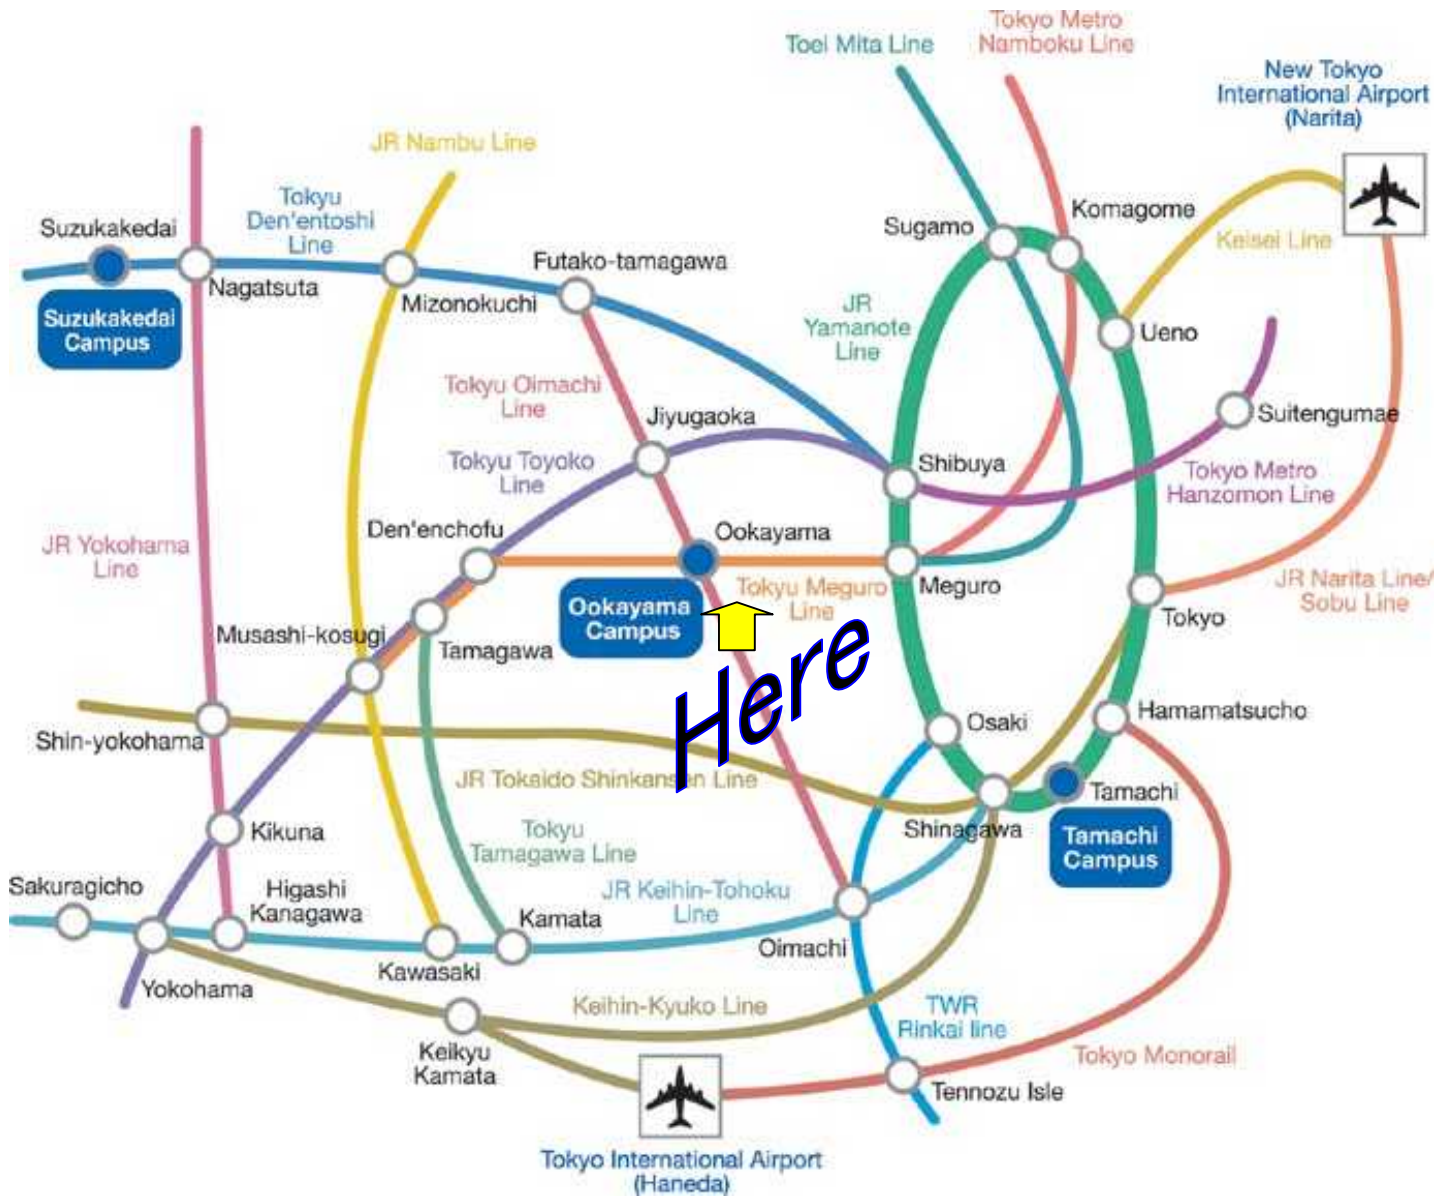 Tokyo Metro
Namboku Line
Toei Mita Line
New Tokyo
International Airport
(Narita)
JR Nambu Line
Tokyu
Den'entoshi
Line
Suzukakedai
Komagome
Sugamo
Keisei Line
Futako-tamagawa
Nagatsuta
Mizonokuchi
Suzukakedai
Campus
JR
Yamanote
Line
Ueno
Tokyu Oimachi
Line
Jiyugaoka
Suitengumae
Tokyu Toyoko
Line
Shibuya
Tokyo Metro
Hanzomon Line
Den'enchofu
Ookayama
JR Yokohama
Line
Tokyu Meguro
Line
Meguro
JR Narita Line/
Sobu Line
Ookayama
Campus
Tokyo
Musashi-kosugi
Tamagawa
Here
Osaki
Hamamatsucho
Shin-yokohama
JR Tokaido Shinkansen Line
Tamachi
Shinagawa
Kikuna
Tokyu
Tamagawa Line
Tamachi
Campus
Sakuragicho
Higashi
Kanagawa
JR Keihin-Tohoku
Line
Kamata
Oimachi
Kawasaki
Yokohama
Keihin-Kyuko Line
TWR
Rinkai line
Keikyu
Kamata
Tokyo Monorail
Tennozu Isle
Tokyo International Airport
(Haneda)